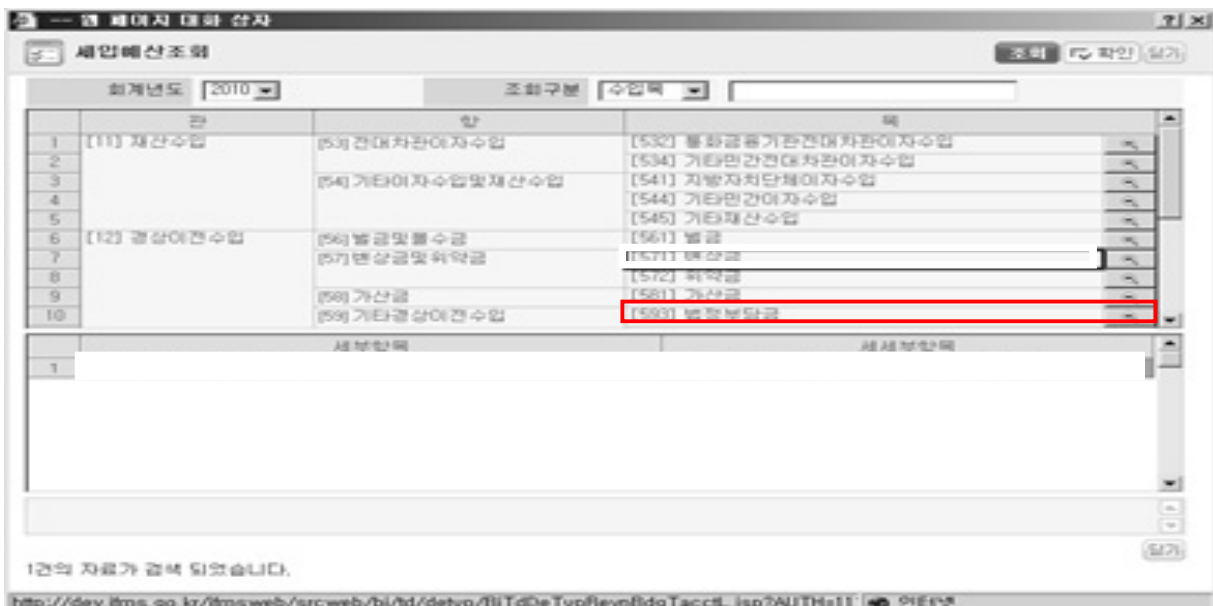 -- 웹 페이지 대화 상자
세입예산조회
조회 확인 닫기
회계년도 2010 조회구분 수입목
관 항 목
1 [11] 재산수입 [53] 전대차관이자수입 [532] 통화금융기관전대차관이자수입
2 [534] 기타민간전대차관이자수입
3 [54] 기타이자수입및재산수입 [541] 지방자치단체이자수입
4 [544] 기타민간이자수입
5 [545] 기타재산수입
6 [12] 경상이전수입 [56] 벌금및몰수금 [561] 벌금
7 [57] 변상금및위약금 [571] 변상금
8 [572] 위약금
9 [58] 가산금 [581] 가산금
10 [59] 기타경상이전수입 [593] 법정부담금
세부항목 세세부항목
1
닫기
1건의 자료가 검색 되었습니다.
인터넷